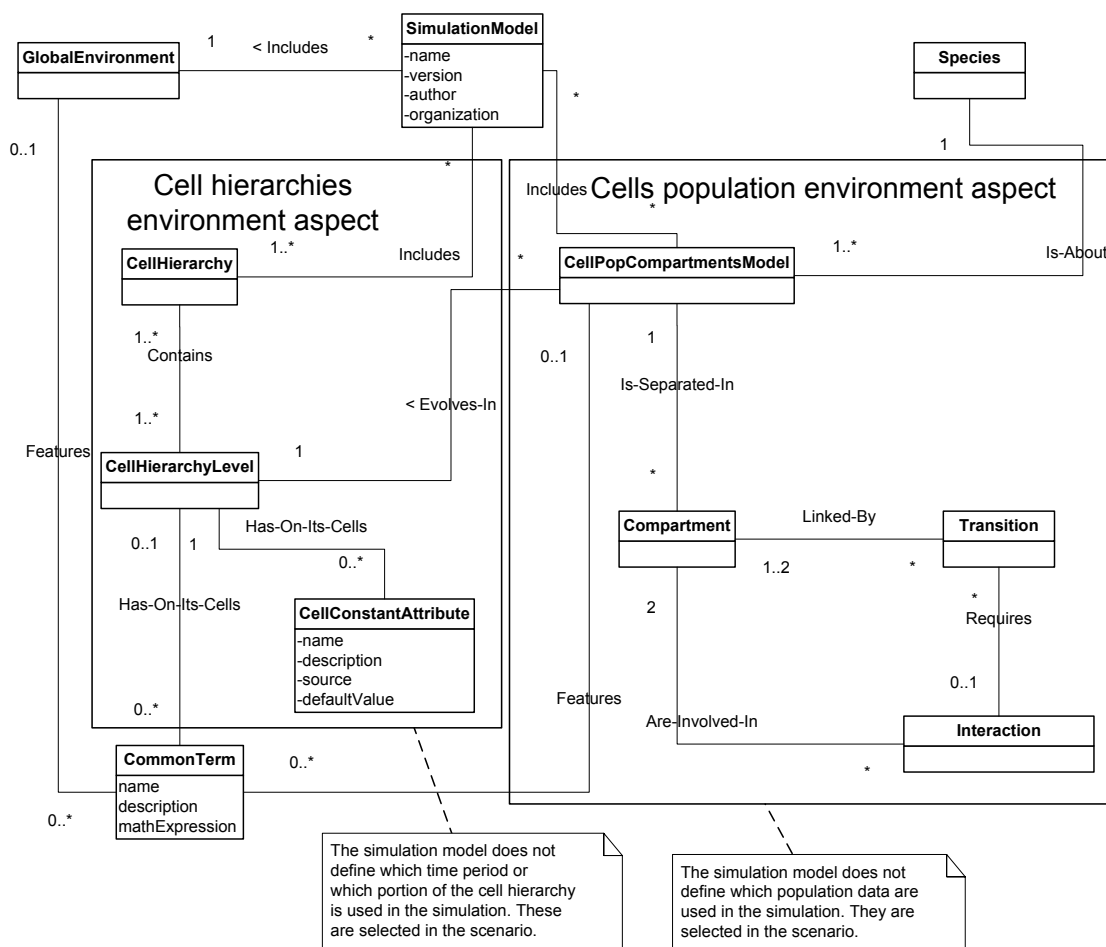 SimulationModel
-name
-version
-author
-organization
GlobalEnvironment
1
< Includes
*
Species
0..1
*
*
1
Cell hierarchies
environment aspect
Cells population environment aspect
Includes
*
1..*
Includes
*
1..*
Is-About
CellHierarchy
CellPopCompartmentsModel
1..*
Contains
0..1
1
Is-Separated-In
< Evolves-In
1..*
Features
1
CellHierarchyLevel
*
Has-On-Its-Cells
Compartment
Linked-By
Transition
0..1
1
0..*
1..2
*
Has-On-Its-Cells
CellConstantAttribute
-name
-description
-source
-defaultValue
2
*
Requires
0..1
0..*
Features
Are-Involved-In
Interaction
*
CommonTerm
name
description
mathExpression
0..*
0..*
The simulation model does not
define which time period or
which portion of the cell hierarchy
is used in the simulation. These
are selected in the scenario.
The simulation model does not
define which population data are
used in the simulation. They are
selected in the scenario.